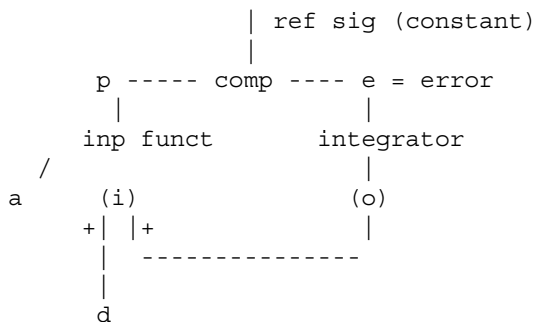 | ref sig (constant)
|
p ----- comp ---- e = error
| |
inp funct integrator
/ |
a (i) (o)
+| |+ |
| ---------------
|
d